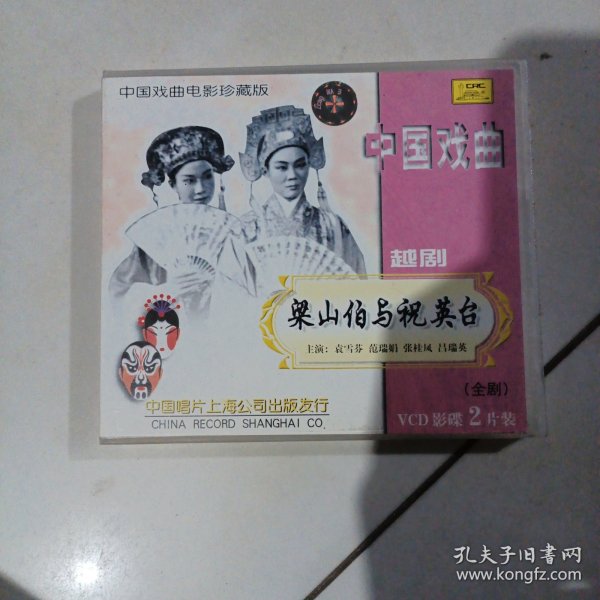 中国戏曲电影珍藏版
CRC
中国戏曲
越剧
梁山伯与祝英台
主演：袁雪芬 范瑞娟 张桂凤 吕瑞英
（全剧）
中国唱片上海公司出版发行
CHINA RECORD SHANGHAI CO.
VCD 影碟 2 片装
孔夫子旧书网
www.kongfz.com